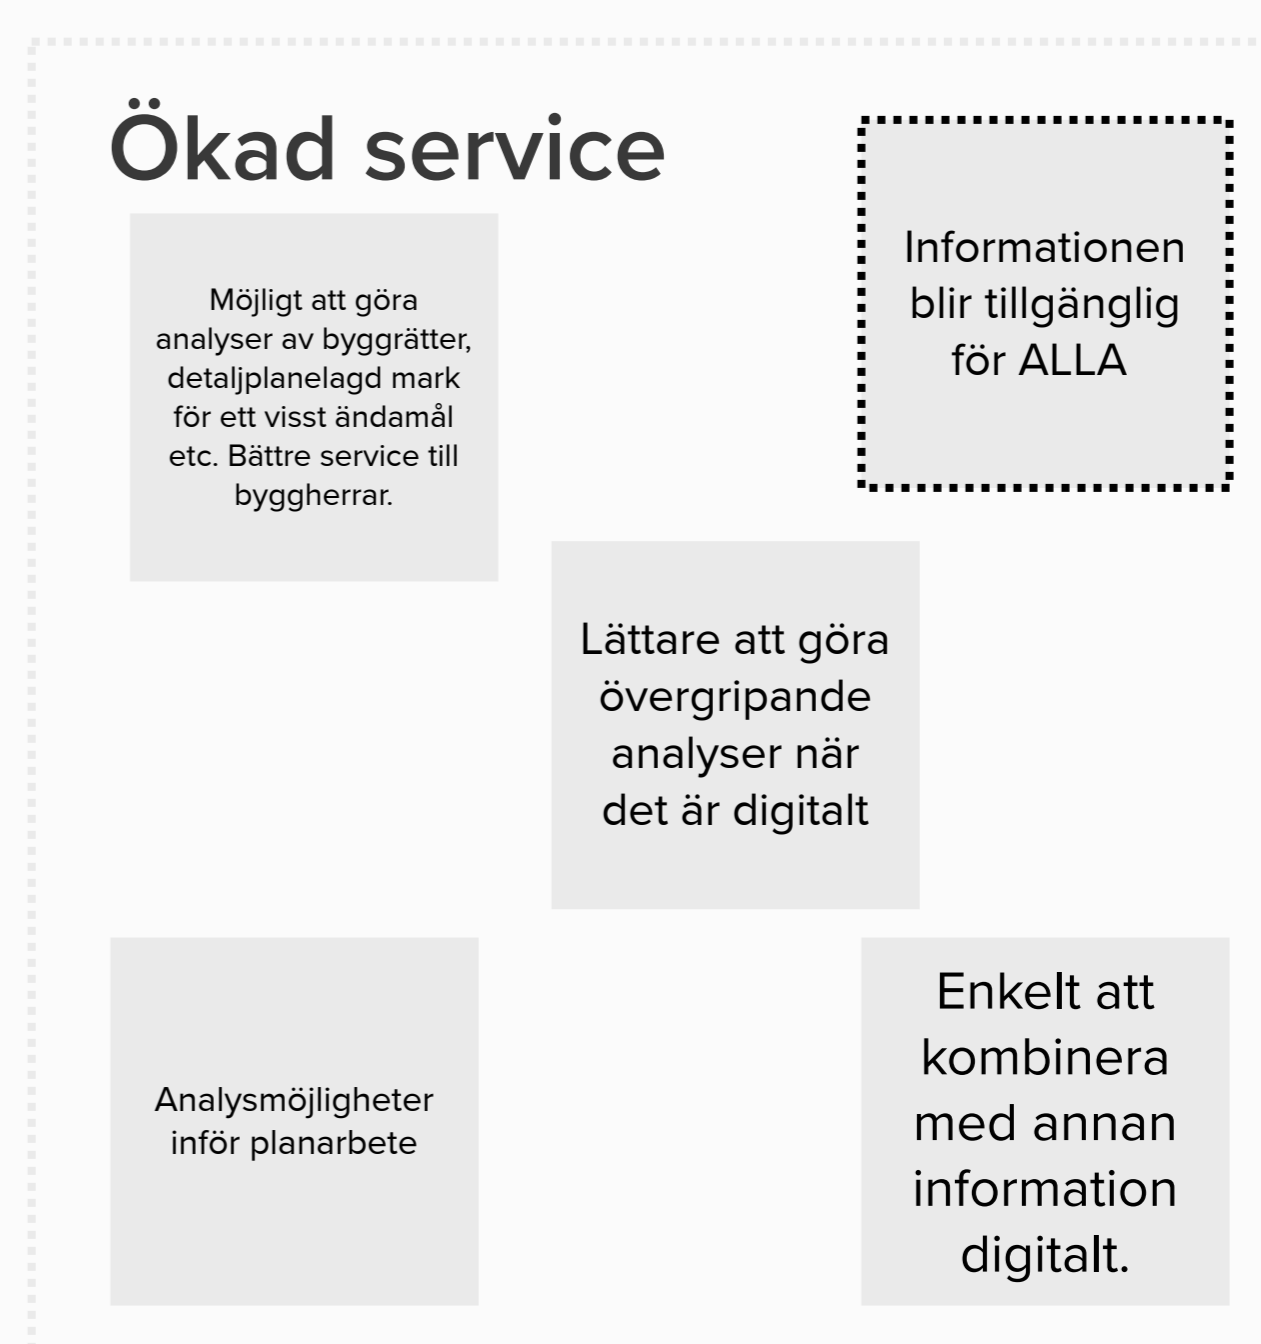 Ökad service
Möjligt att göra
analyser av byggrätter,
detaljplanelagd mark
för ett visst ändamål
etc. Bättre service till
byggherrar.
Informationen
blir tillgänglig
för ALLA
Lättare att göra
övergripande
analyser när
det är digitalt
Analysmöjligheter
inför planarbete
Enkelt att
kombinera
med annan
information
digitalt.